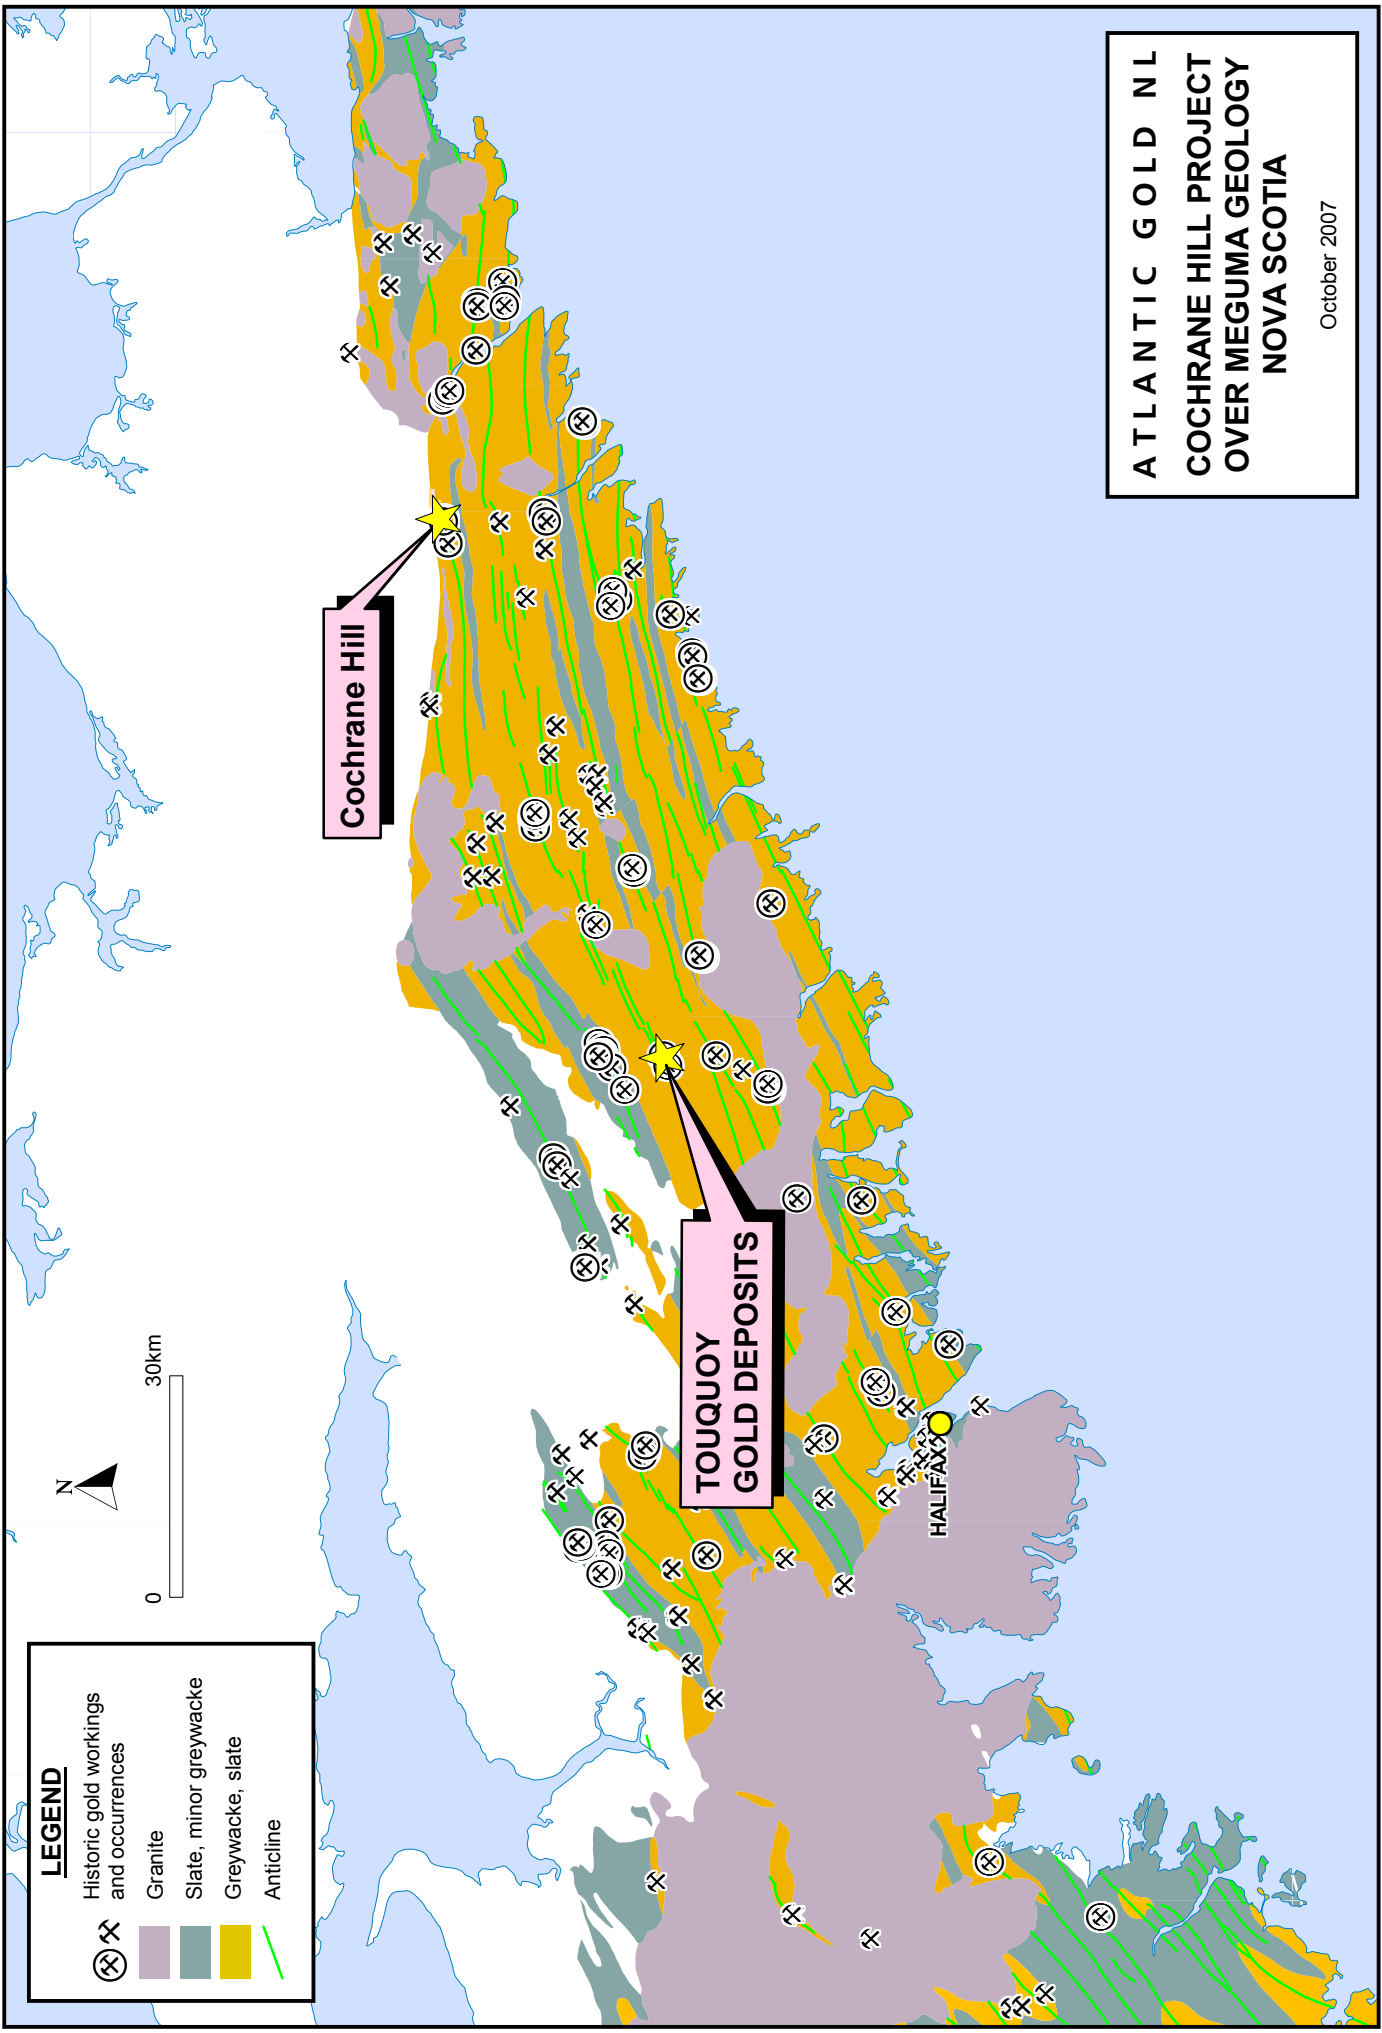 ATLANTIC GOLD NL
COCHRANE HILL PROJECT
OVER MEGUMA GEOLOGY
NOVA SCOTIA
October 2007
Cochrane Hill
TOUQUOY
GOLD DEPOSITS
HALIFAX
N
0 30km
LEGEND
Historic gold workings
and occurrences
Granite
Slate, minor greywacke
Greywacke, slate
Anticline